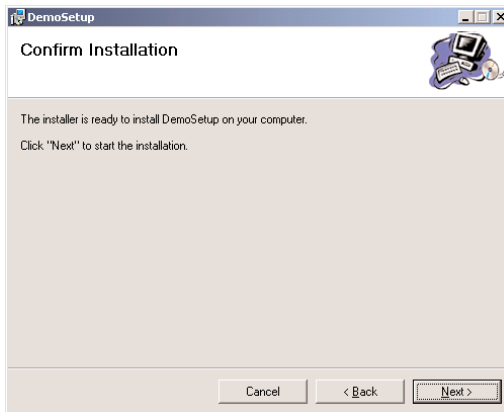 DemoSetup
Confirm Installation
The installer is ready to install DemoSetup on your computer.
Click "Next" to start the installation.
Cancel
< Back
Next >